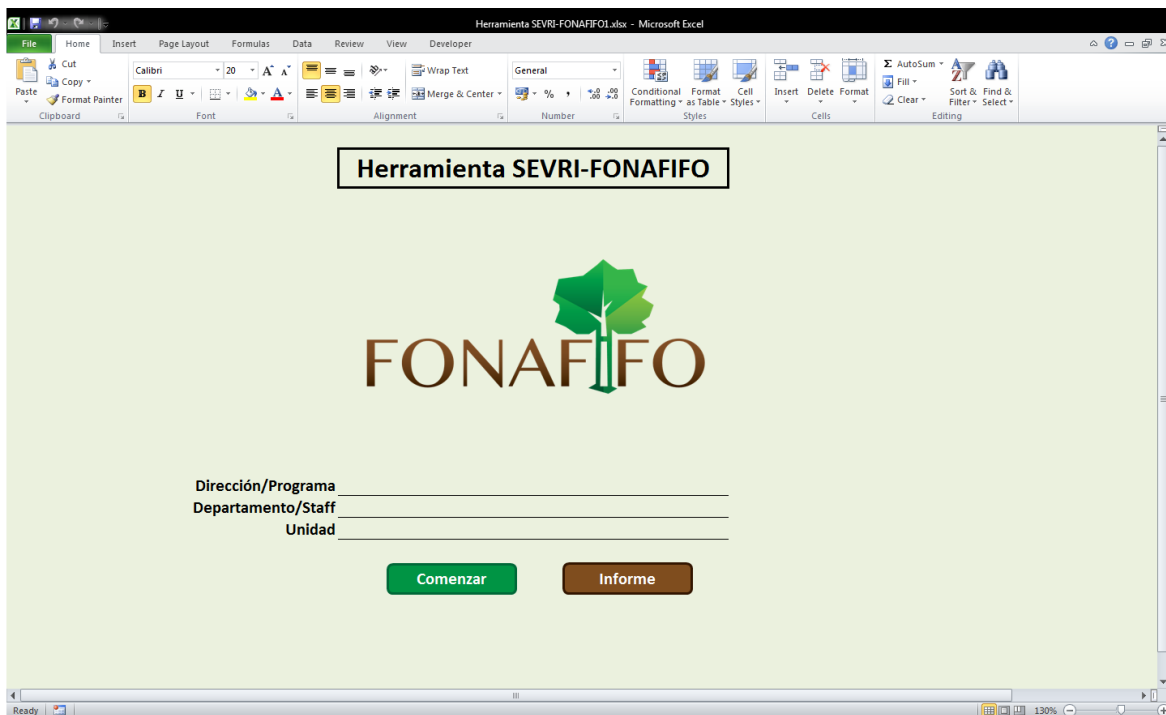 Herramienta SEVRI-FONAFIFO1.xlsx - Microsoft Excel
File Home Insert Page Layout Formulas Data Review View Developer
Paste
Cut
Copy
Format Painter
Clipboard
Calibri 20
B I U
Font
Wrap Text
Merge & Center
Alignment
General
Number
Conditional Formatting
Format as Table
Cell Styles
Styles
Insert Delete Format
Cells
AutoSum
Fill
Clear
Sort & Filter
Find & Select
Editing
Herramienta SEVRI-FONAFIFO
FONAFIFO
Dirección/Programa
Departamento/Staff
Unidad
Comenzar Informe
Ready 130%